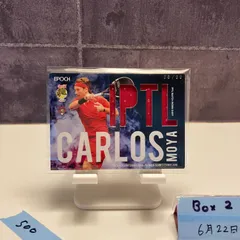 EPOCH
IPTL
CARLOS
MOYA
500
Box 2
6月22日